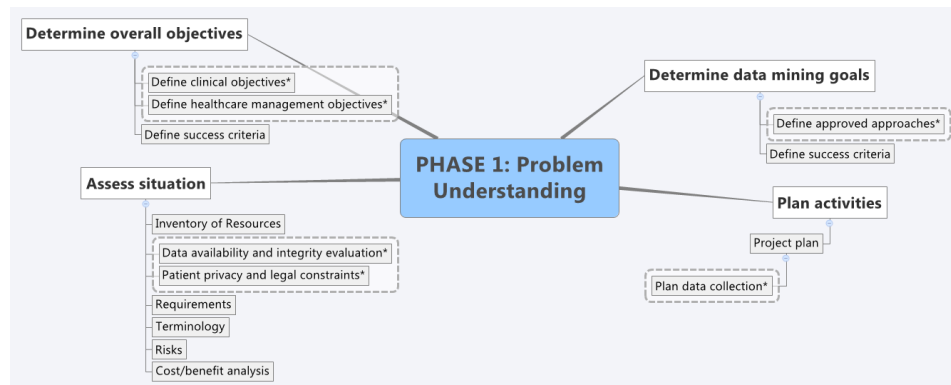 Determine overall objectives
Define clinical objectives*
Define healthcare management objectives*
Define success criteria
Determine data mining goals
Define approved approaches*
Define success criteria
PHASE 1: Problem
Understanding
Assess situation
Inventory of Resources
Data availability and integrity evaluation*
Patient privacy and legal constraints*
Requirements
Terminology
Risks
Cost/benefit analysis
Plan activities
Project plan
Plan data collection*